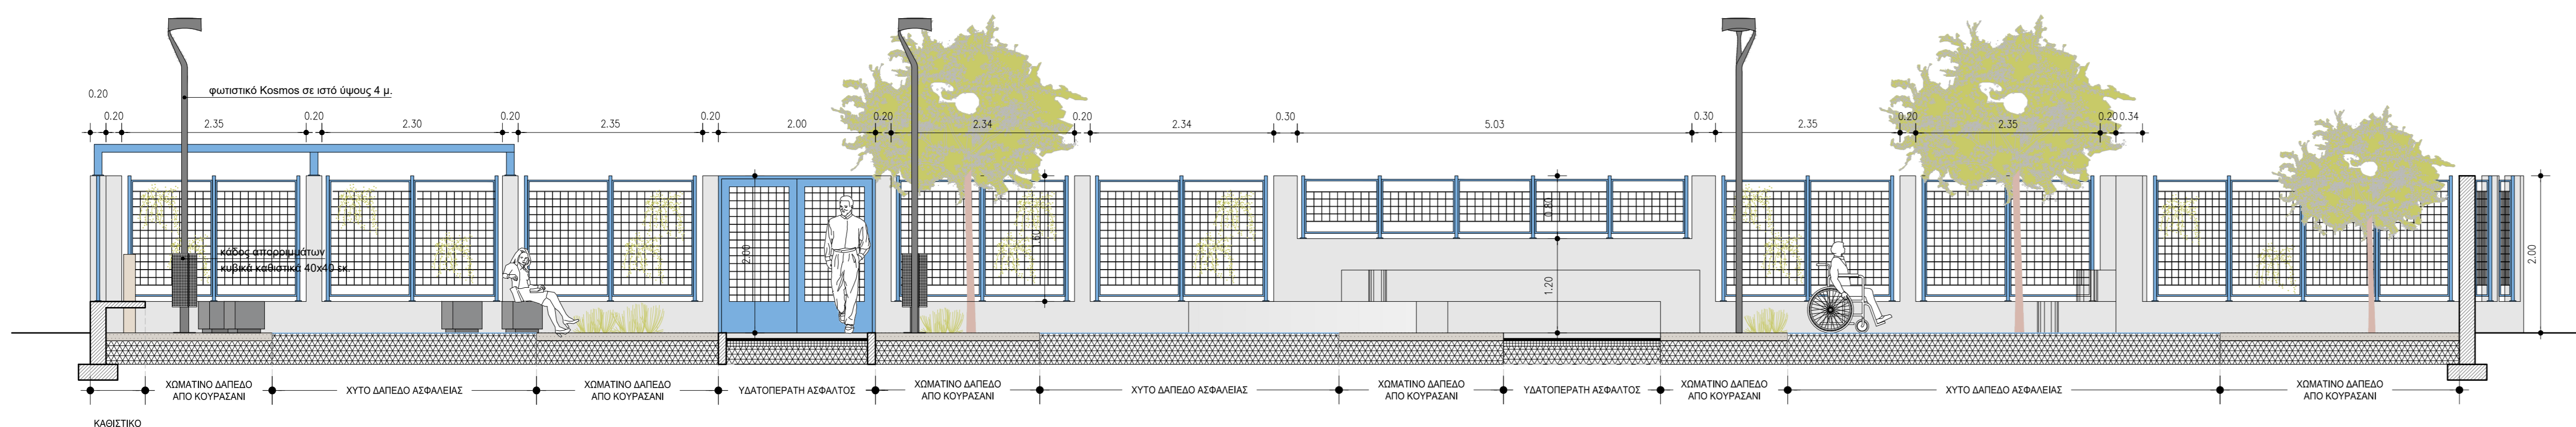 φωτιστικό Kosmos σε ιστό ύψους 4 μ.
0.20
0.20
2.35
0.20
2.30
0.20
2.35
0.20
0.20
2.00
0.20
2.34
0.20
2.34
0.30
5.03
0.30
2.35
0.20
2.35
0.20
0.34
κάδος απορριμμάτων
κυβικά καθιστικά 40x40 εκ.
2.00
0.80
1.20
2.00
ΧΩΜΑΤΙΝΟ ΔΑΠΕΔΟ
ΑΠΟ ΚΟΥΡΑΣΑΝΙ
ΧΥΤΟ ΔΑΠΕΔΟ ΑΣΦΑΛΕΙΑΣ
ΧΩΜΑΤΙΝΟ ΔΑΠΕΔΟ
ΑΠΟ ΚΟΥΡΑΣΑΝΙ
ΥΔΑΤΟΠΕΡΑΤΗ ΑΣΦΑΛΤΟΣ
ΧΩΜΑΤΙΝΟ ΔΑΠΕΔΟ
ΑΠΟ ΚΟΥΡΑΣΑΝΙ
ΧΥΤΟ ΔΑΠΕΔΟ ΑΣΦΑΛΕΙΑΣ
ΧΩΜΑΤΙΝΟ ΔΑΠΕΔΟ
ΑΠΟ ΚΟΥΡΑΣΑΝΙ
ΥΔΑΤΟΠΕΡΑΤΗ ΑΣΦΑΛΤΟΣ
ΧΩΜΑΤΙΝΟ ΔΑΠΕΔΟ
ΑΠΟ ΚΟΥΡΑΣΑΝΙ
ΧΥΤΟ ΔΑΠΕΔΟ ΑΣΦΑΛΕΙΑΣ
ΧΩΜΑΤΙΝΟ ΔΑΠΕΔΟ
ΑΠΟ ΚΟΥΡΑΣΑΝΙ
ΚΑΘΙΣΤΙΚΟ